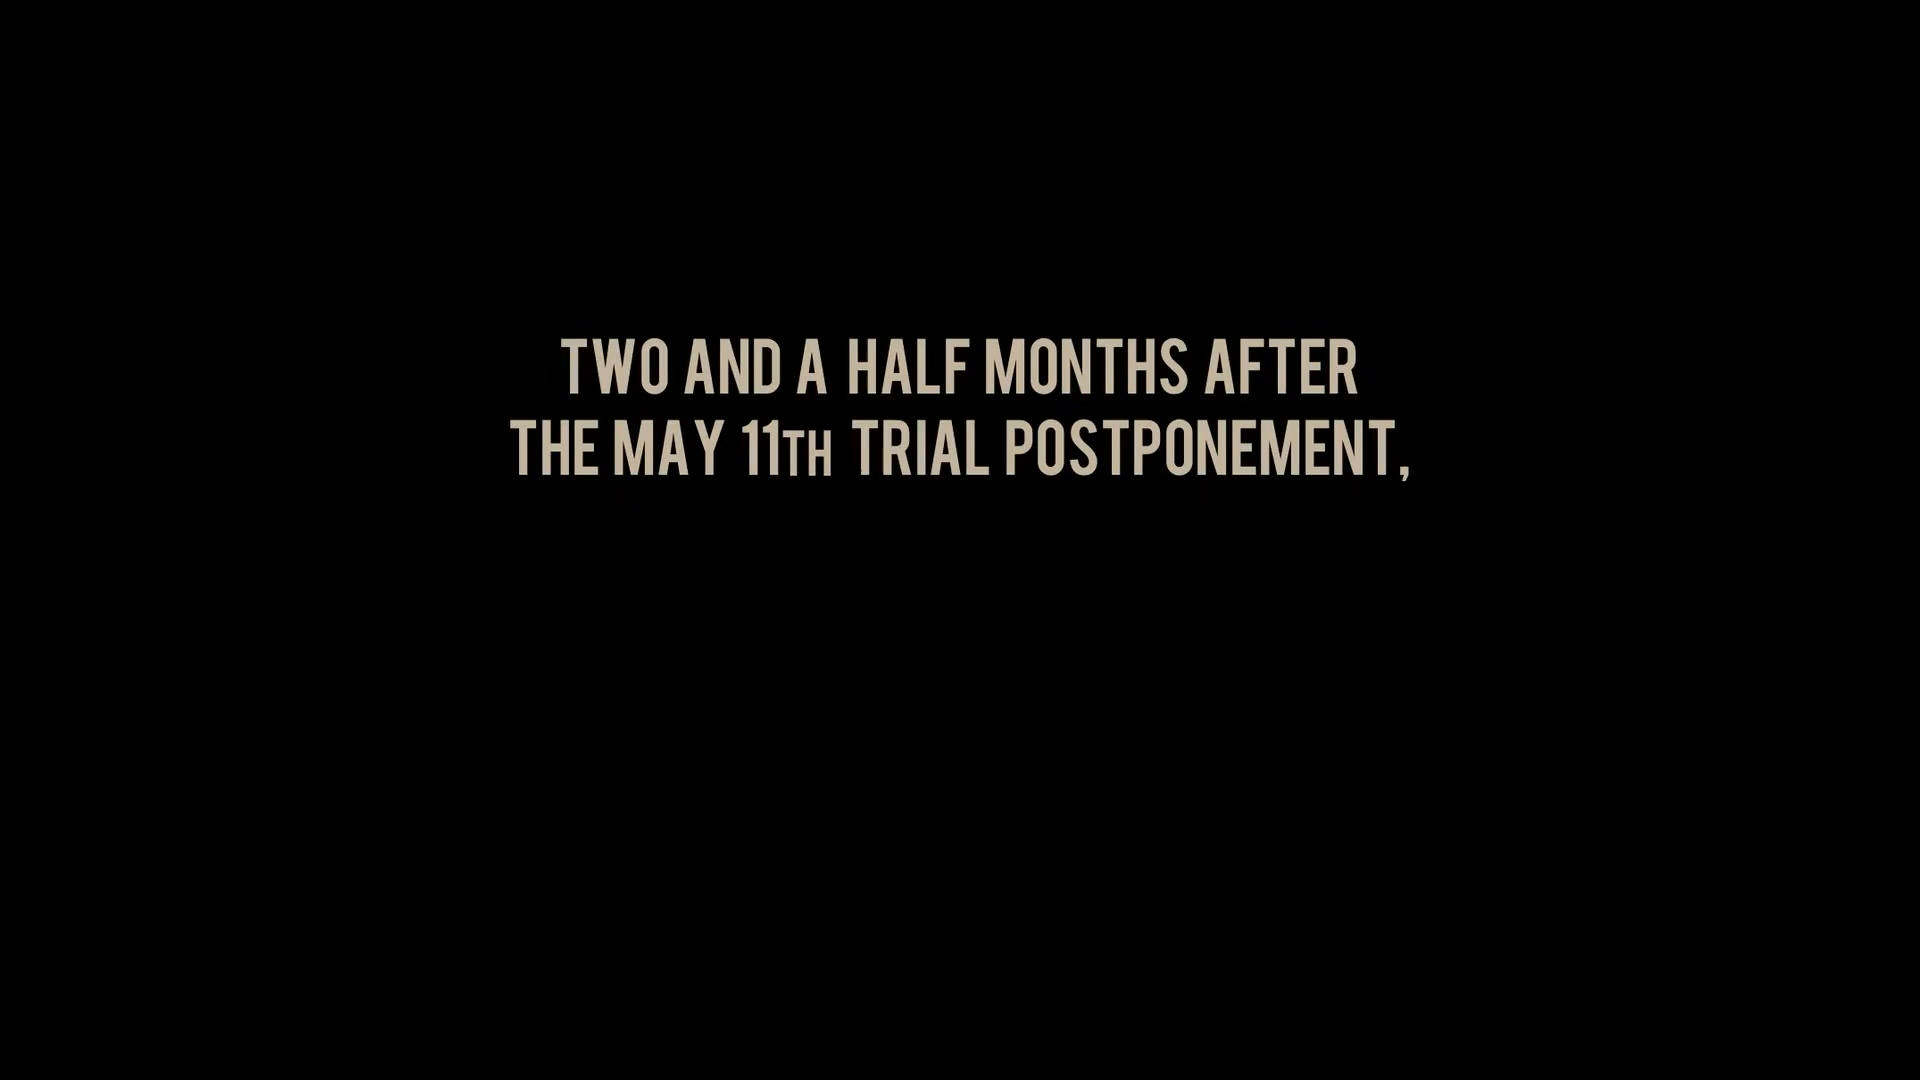 TWO AND A HALF MONTHS AFTER
THE MAY 11TH TRIAL POSTPONEMENT,